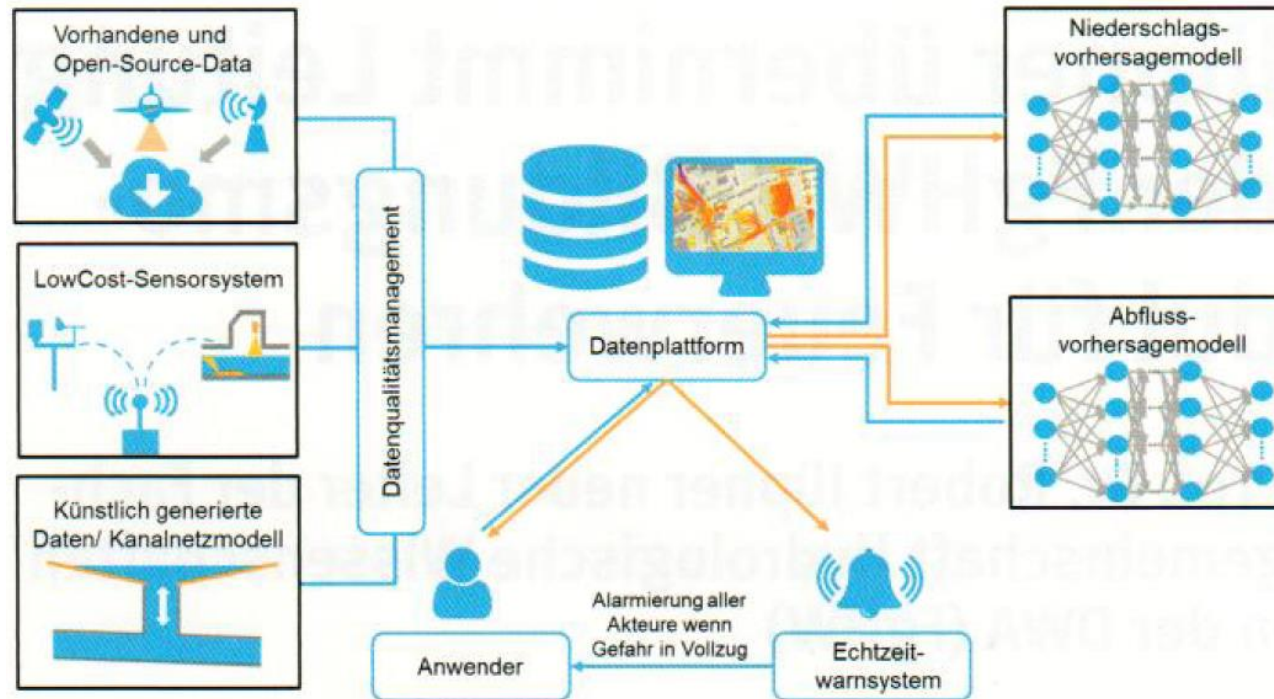 Vorhandene und
Open-Source-Data
LowCost-Sensorsystem
Künstlich generierte
Daten/ Kanalnetzmodell
Datenqualitätsmanagement
Datenplattform
Niederschlags-
vorhersagemodell
Abfluss-
vorhersagemodell
Alarmierung aller
Akteure wenn
Gefahr in Vollzug
Anwender
Echtzeit-
warnsystem